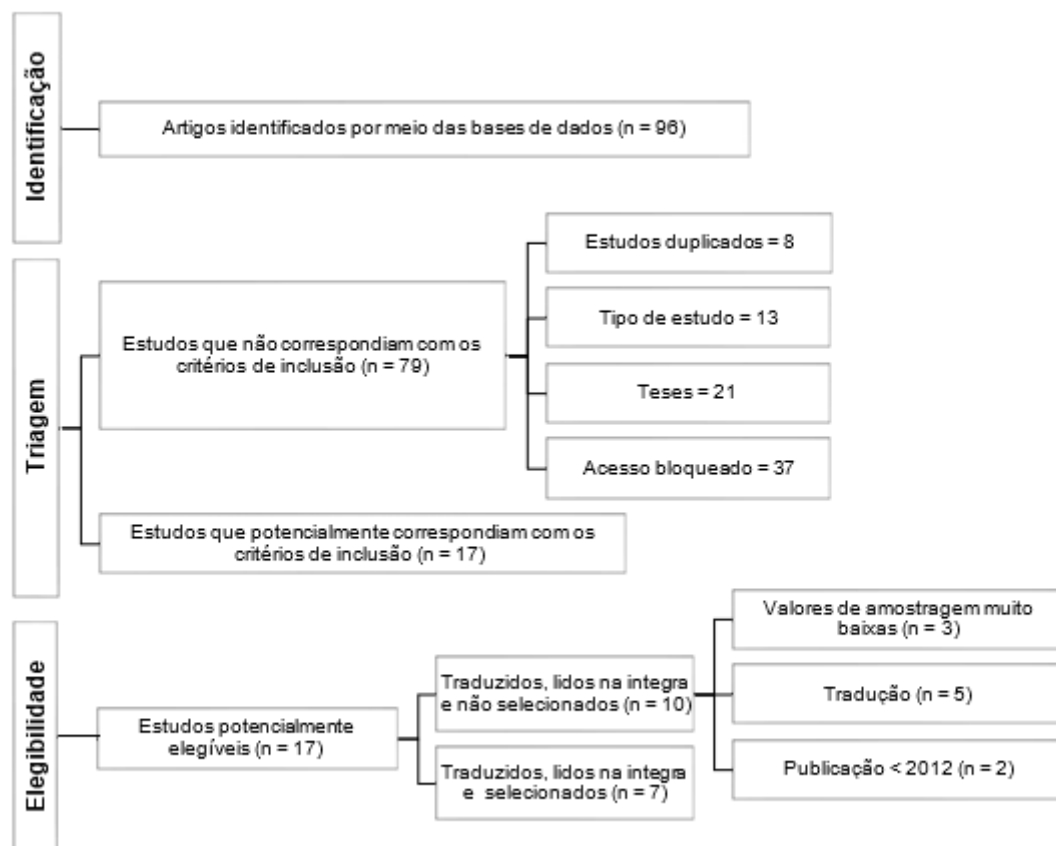 Identificação
Artigos identificados por meio das bases de dados (n = 96)
Triagem
Estudos que não correspondiam com os
critérios de inclusão (n = 79)
Estudos duplicados = 8
Tipo de estudo = 13
Teses = 21
Acesso bloqueado = 37
Estudos que potencialmente correspondiam com os
critérios de inclusão (n = 17)
Elegibilidade
Estudos potencialmente
elegíveis (n = 17)
Traduzidos, lidos na integra
e não selecionados (n = 10)
Valores de amostragem muito
baixas (n = 3)
Tradução (n = 5)
Publicação < 2012 (n = 2)
Traduzidos, lidos na integra
e selecionados (n = 7)